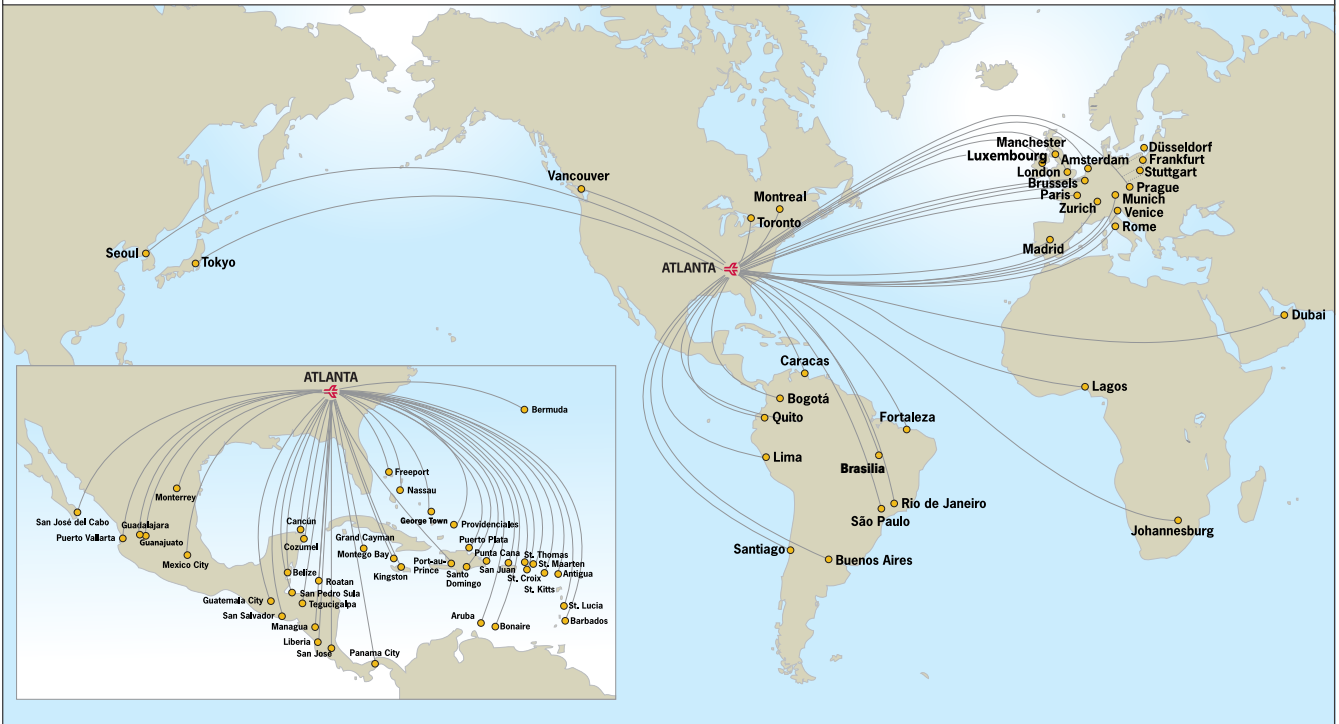 Vancouver
Montreal
Toronto
Seoul
Tokyo
ATLANTA
Manchester
Luxembourg
Amsterdam
London
Brussels
Paris
Zurich
Madrid
Düsseldorf
Frankfurt
Stuttgart
Prague
Munich
Venice
Rome
Dubai
Lagos
Johannesburg
Caracas
Bogotá
Quito
Fortaleza
Lima
Brasilia
Rio de Janeiro
São Paulo
Santiago
Buenos Aires
ATLANTA
Bermuda
Freeport
Nassau
George Town
Providenciales
Monterrey
San José del Cabo
Puerto Vallarta
Guadalajara
Guanajuato
Mexico City
Cancún
Cozumel
Grand Cayman
Montego Bay
Kingston
Port-au-
Prince
Puerto Plata
Punta Cana
Santo
Domingo
San Juan
St. Thomas
St. Maarten
St. Croix
St. Kitts
Antigua
St. Lucia
Barbados
Aruba
Bonaire
Belize
Roatan
San Pedro Sula
Tegucigalpa
Guatemala City
San Salvador
Managua
Liberia
San José
Panama City